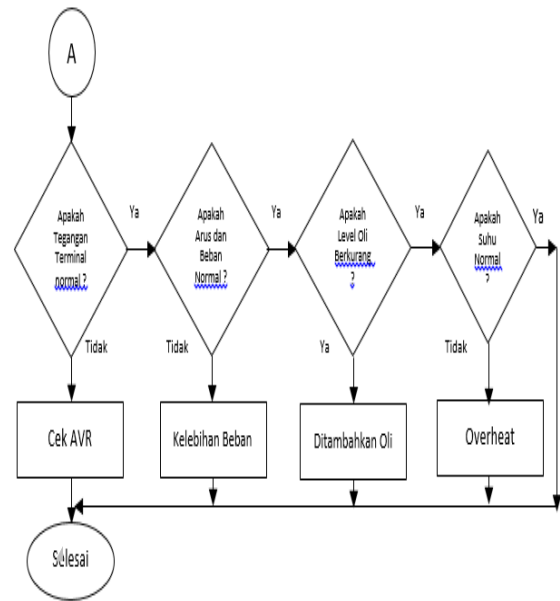 A
Apakah
Tegangan
Terminal
normal ?
Ya
Apakah
Arus dan
Beban
Normal ?
Ya
Apakah
Level Oli
Berkurang
?
Ya
Apakah
Suhu
Normal
?
Ya
Tidak
Tidak
Ya
Tidak
Cek AVR
Kelebihan Beban
Ditambahkan Oli
Overheat
Selesai